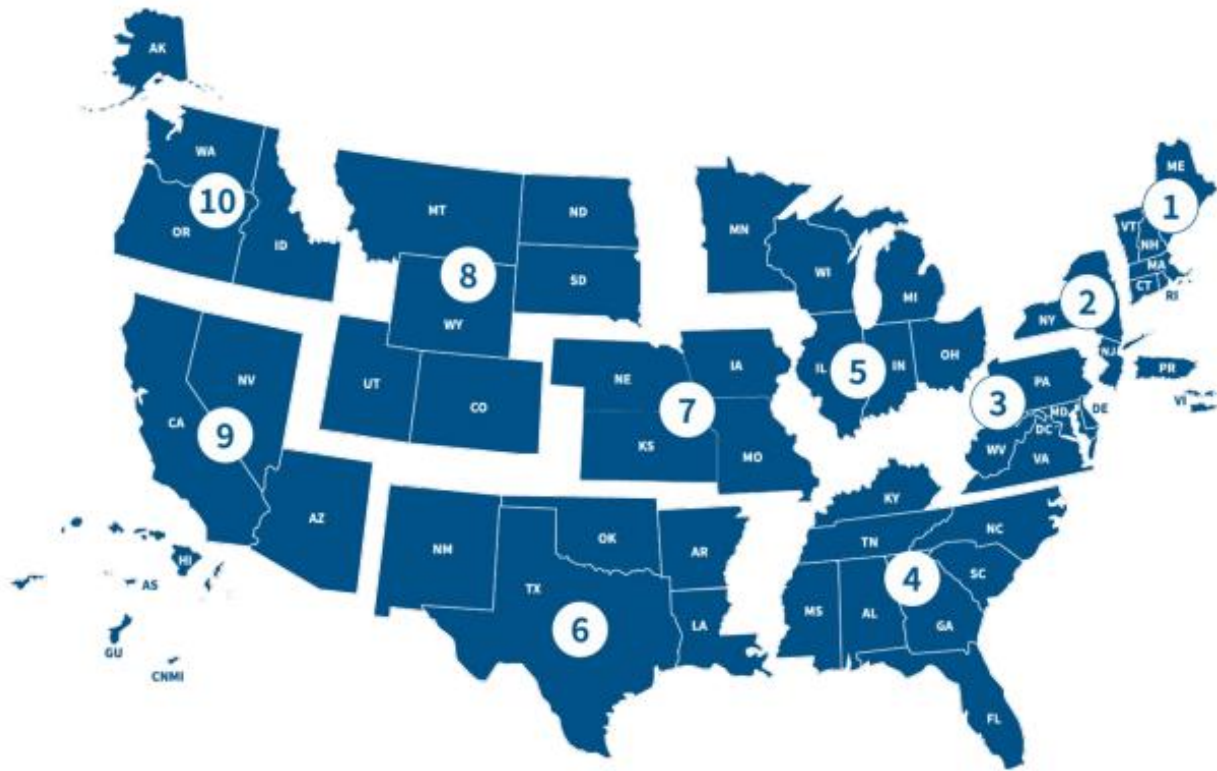 AK
WA
10
OR
ID
MT
ND
8
SD
WY
MN
WI
MI
ME
1
VT
NH
MA
CT
RI
2
NY
NJ
PR
VI
CA
NV
9
AZ
UT
CO
NE
IA
7
KS
MO
IL
5
IN
OH
PA
3
MD
DE
DC
WV
VA
KY
NC
TN
4
SC
MS
AL
GA
FL
NM
OK
AR
TX
6
LA
HI
AS
GU
CNMI